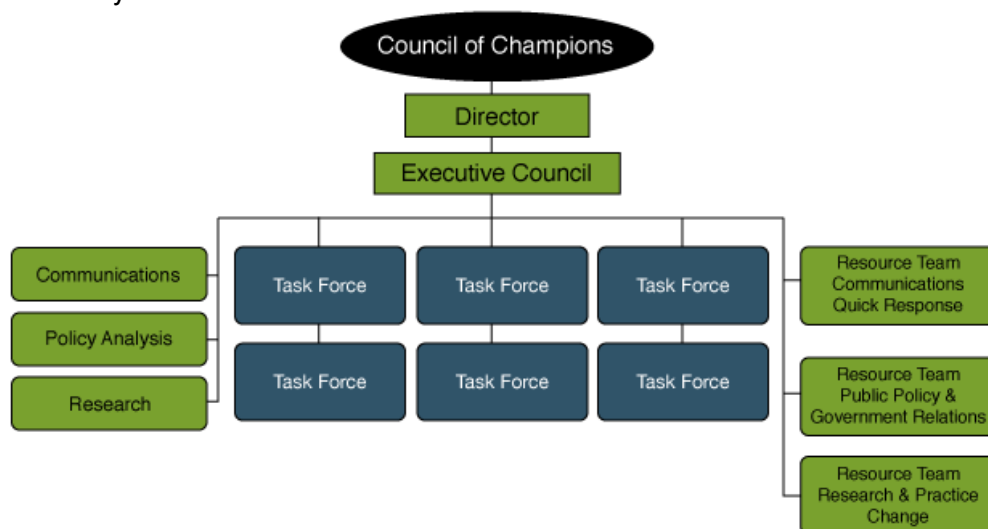 Council of Champions
Director
Executive Council
Communications
Policy Analysis
Research
Task Force
Task Force
Task Force
Task Force
Task Force
Task Force
Resource Team
Communications
Quick Response
Resource Team
Public Policy &
Government Relations
Resource Team
Research & Practice
Change